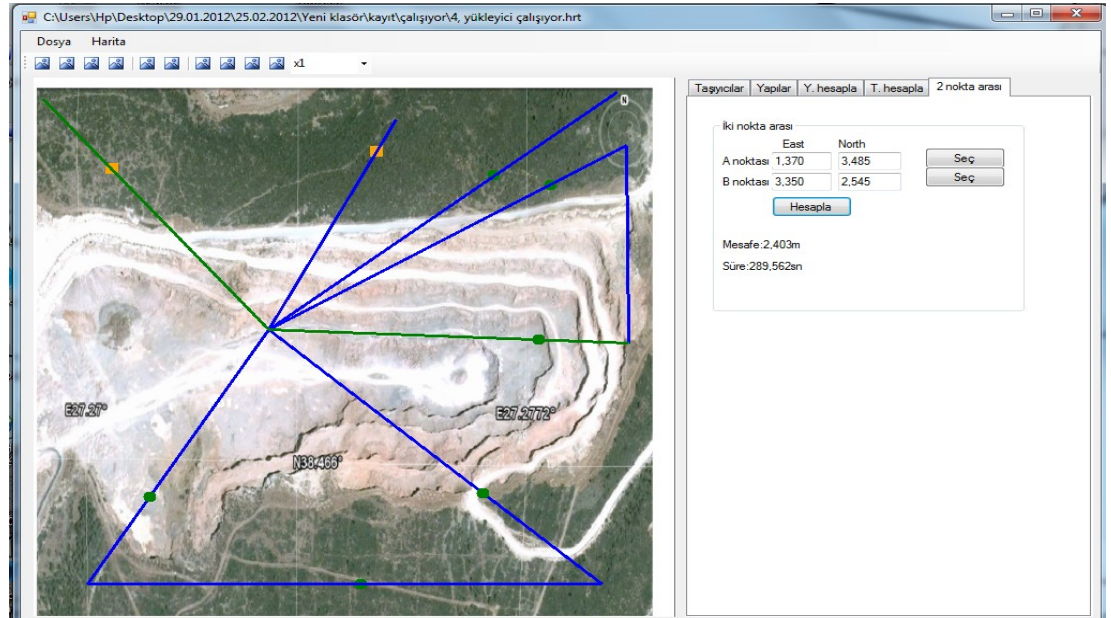 C:\Users\Hp\Desktop\29.01.2012\25.02.2012\Yeni klasör\kayıt\çalışıyor\4, yükleyici çalışıyor.hrt
Dosya Harita
x1
Taşıyıcılar Yapılar Y. hesapla T. hesapla 2 nokta arası
N
İki nokta arası
East North
A noktası 1,370 3,485 Seç
B noktası 3,350 2,545 Seç
Hesapla
Mesafe:2,403m
Süre:289,562sn
E27.27° E27.2772°
N38.466°